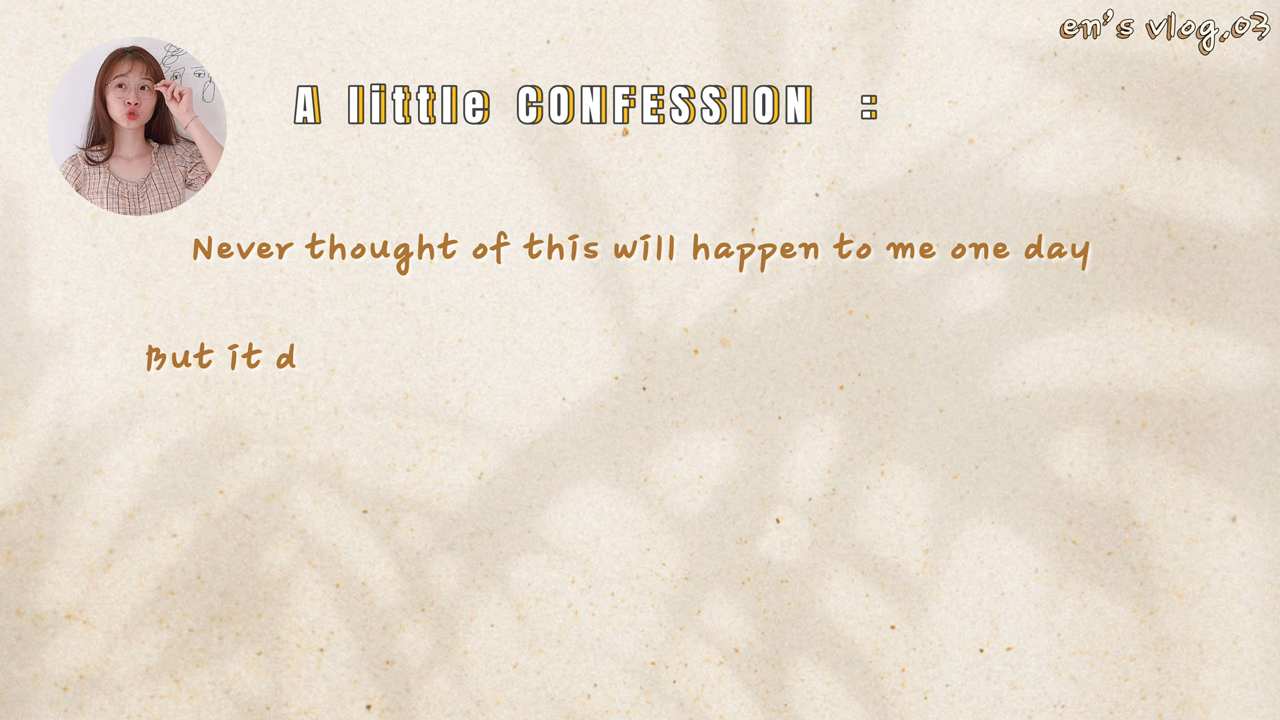 en's vlog.03
A little CONFESSION :
Never thought of this will happen to me one day
But it d